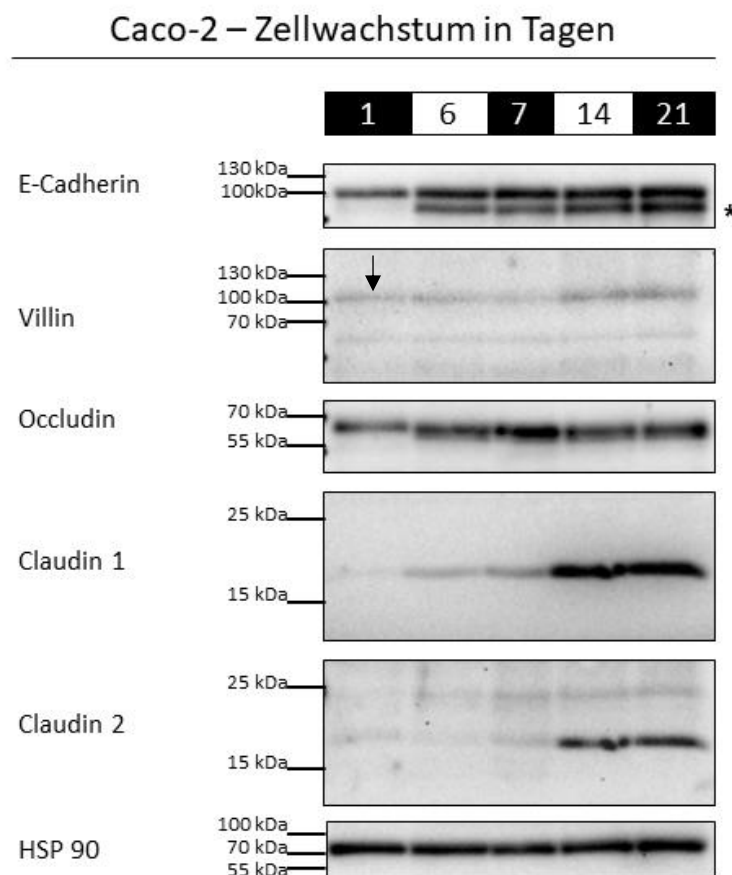 Caco-2 – Zellwachstum in Tagen
1 6 7 14 21
E-Cadherin
130 kDa
100kDa
*
Villin
130 kDa
100 kDa
70 kDa
Occludin
70 kDa
55 kDa
Claudin 1
25 kDa
15 kDa
Claudin 2
25 kDa
15 kDa
HSP 90
100 kDa
70 kDa
55 kDa